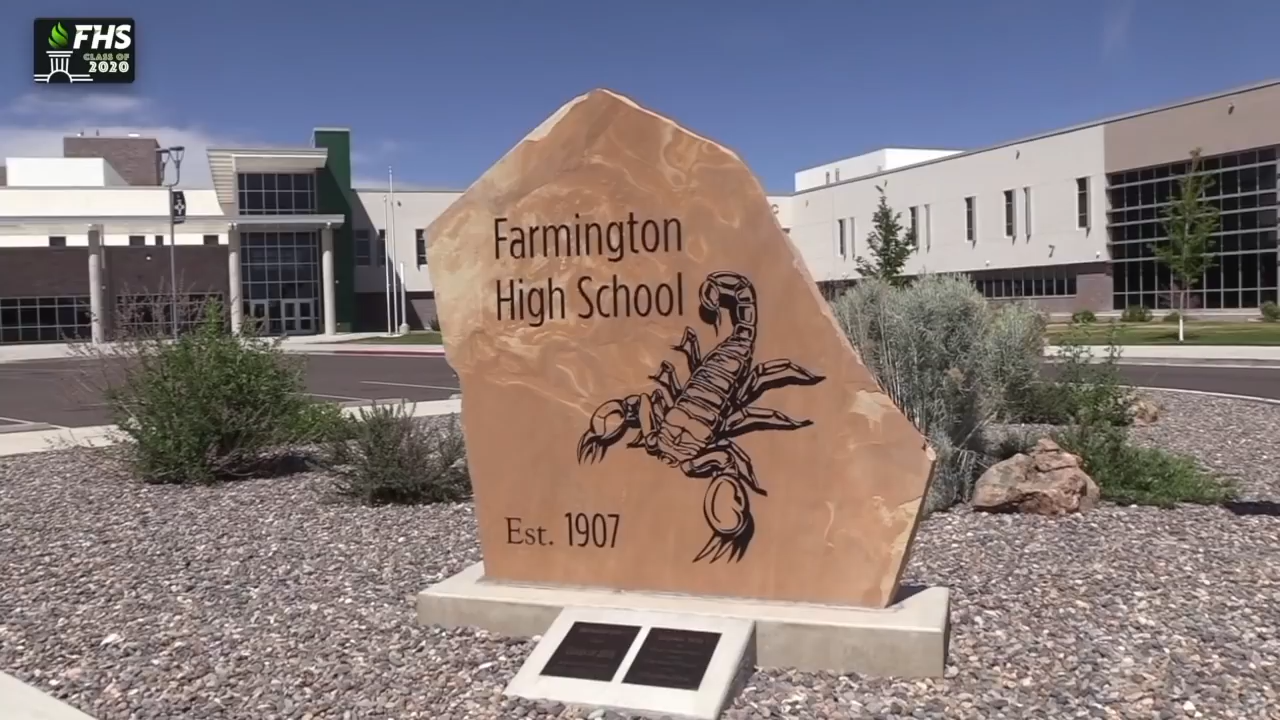 FHS
CLASS OF
2020
Farmington
High School
Est. 1907